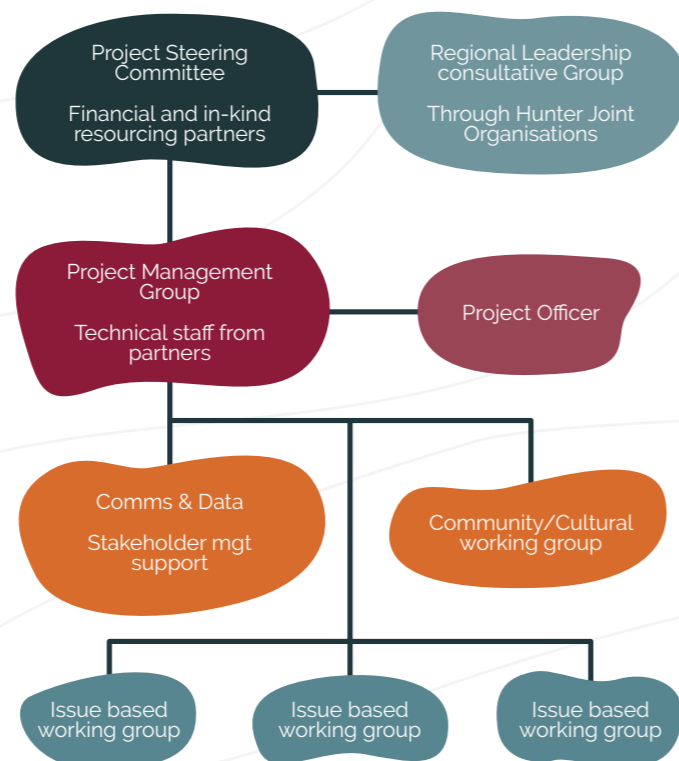 Project Steering
Committee
Financial and in-kind
resourcing partners
Regional Leadership
consultative Group
Through Hunter Joint
Organisations
Project Management
Group
Technical staff from
partners
Project Officer
Comms & Data
Stakeholder mgt
support
Community/Cultural
working group
Issue based
working group
Issue based
working group
Issue based
working group